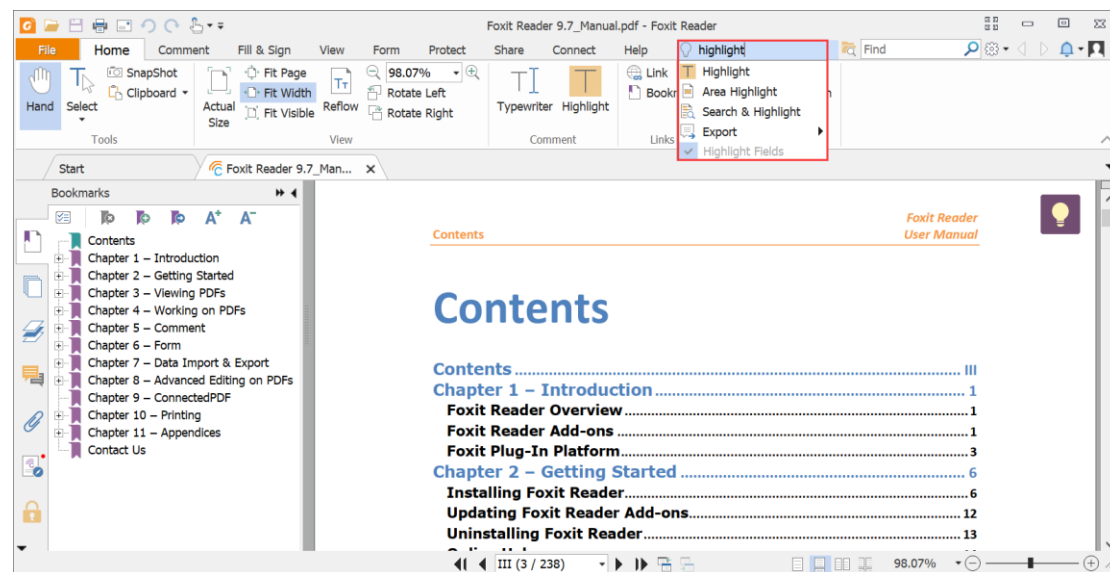 Foxit Reader 9.7_Manual.pdf - Foxit Reader
File Home Comment Fill & Sign View Form Protect Share Connect Help highlight Find
Hand
Select
SnapShot
Clipboard
Tools
Actual Size
Fit Page
Fit Width
Fit Visible
Reflow
98.07%
Rotate Left
Rotate Right
View
Typewriter
Highlight
Comment
Link
Links
Highlight
Area Highlight
Search & Highlight
Export
Highlight Fields
Start
Foxit Reader 9.7_Man...
Bookmarks
Contents
Chapter 1 – Introduction
Chapter 2 – Getting Started
Chapter 3 – Viewing PDFs
Chapter 4 – Working on PDFs
Chapter 5 – Comment
Chapter 6 – Form
Chapter 7 – Data Import & Export
Chapter 8 – Advanced Editing on PDFs
Chapter 9 – ConnectedPDF
Chapter 10 – Printing
Chapter 11 – Appendices
Contact Us
Contents
Foxit Reader
User Manual
Contents
Contents ... III
Chapter 1 – Introduction ... 1
Foxit Reader Overview ... 1
Foxit Reader Add-ons ... 1
Foxit Plug-In Platform ... 3
Chapter 2 – Getting Started ... 6
Installing Foxit Reader ... 6
Updating Foxit Reader Add-ons ... 12
Uninstalling Foxit Reader ... 13
III (3 / 238)
98.07%